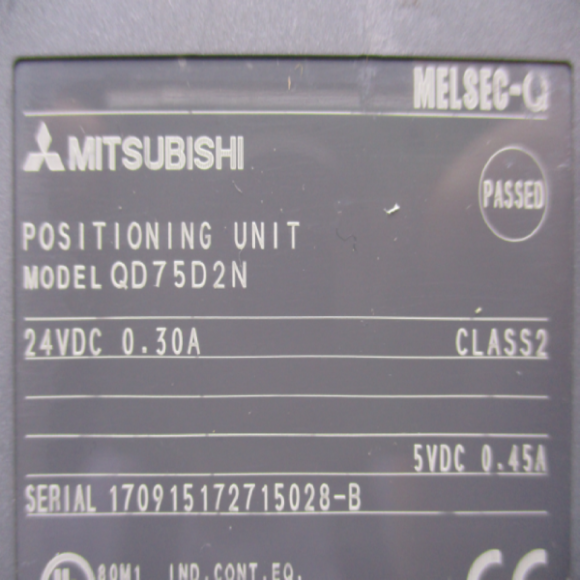 MELSEC-Q
MITSUBISHI
PASSED
POSITIONING UNIT
MODEL QD75D2N
24VDC 0.30A CLASS2
5VDC 0.45A
SERIAL 170915172715028-B
80M1 IND.CONT.EQ.
CE